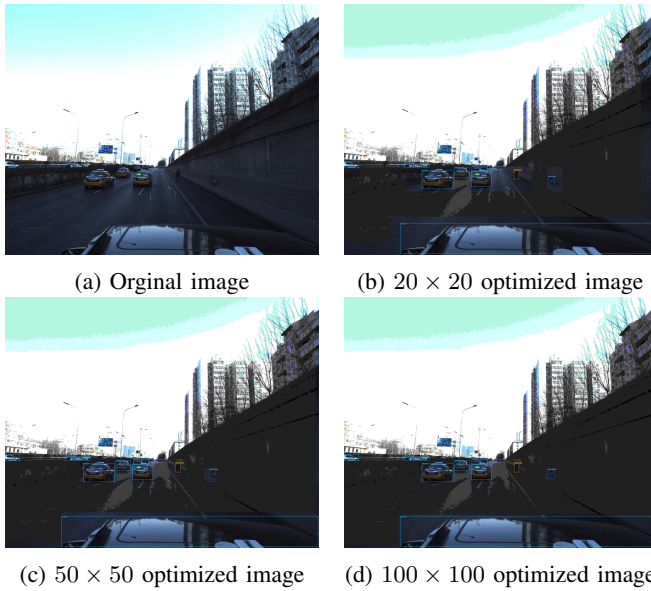 (a) Orginal image
(b) 20 × 20 optimized image
(c) 50 × 50 optimized image
(d) 100 × 100 optimized image